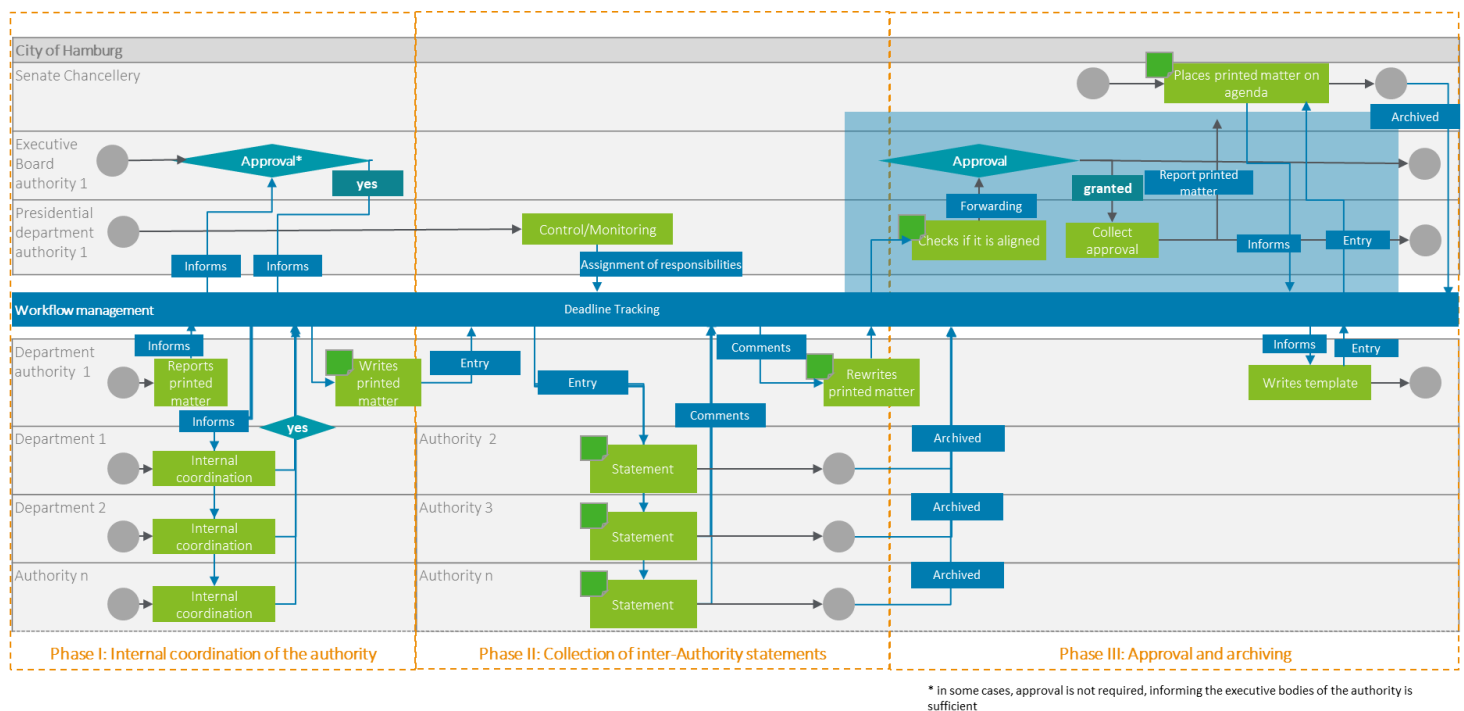 City of Hamburg
Senate Chancellery
Places printed matter on
agenda
Archived
Executive
Board
authority 1
Approval*
yes
Approval
granted
Report printed
matter
Presidential
department
authority 1
Forwarding
Control/Monitoring
Checks if it is aligned
Collect
approval
Informs
Entry
Informs
Informs
Assignment of responsibilities
Workflow management
Deadline Tracking
Department
authority 1
Informs
Reports
printed
matter
Writes
printed
matter
Entry
Entry
Comments
Rewrites
printed matter
Informs
Entry
Writes template
Informs
yes
Comments
Department 1
Internal
coordination
Authority 2
Statement
Archived
Department 2
Internal
coordination
Authority 3
Statement
Archived
Authority n
Internal
coordination
Authority n
Statement
Archived
Phase I: Internal coordination of the authority
Phase II: Collection of inter-Authority statements
Phase III: Approval and archiving
* in some cases, approval is not required, informing the executive bodies of the authority is
sufficient